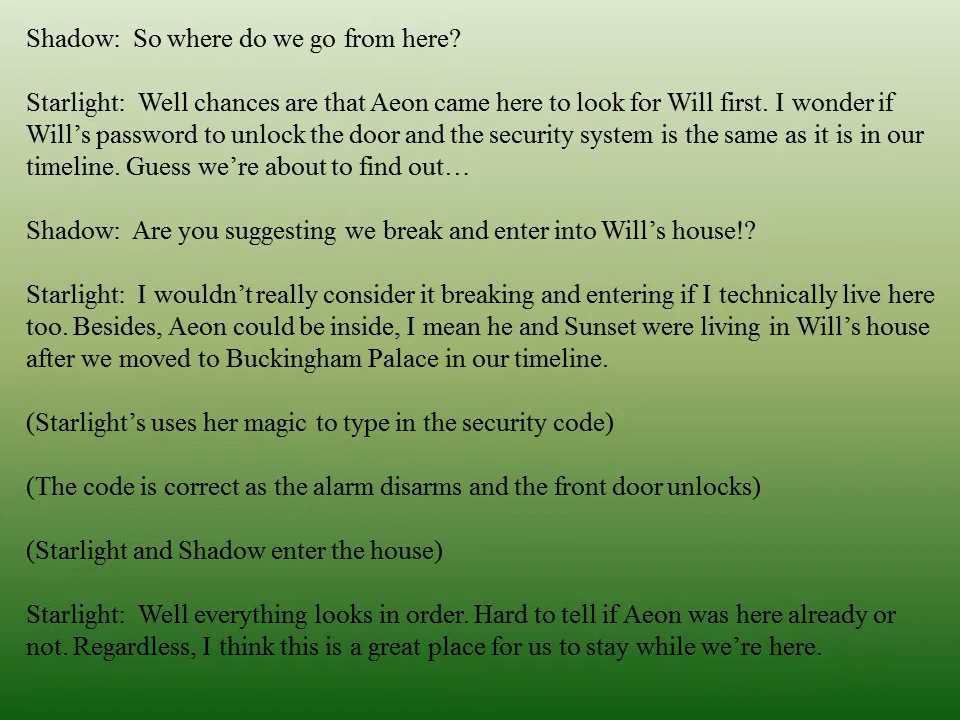 Shadow:  So where do we go from here?
Starlight:  Well chances are that Aeon came here to look for Will first. I wonder if
Will’s password to unlock the door and the security system is the same as it is in our
timeline. Guess we’re about to find out…
Shadow:  Are you suggesting we break and enter into Will’s house!?
Starlight:  I wouldn’t really consider it breaking and entering if I technically live here
too. Besides, Aeon could be inside, I mean he and Sunset were living in Will’s house
after we moved to Buckingham Palace in our timeline.
(Starlight’s uses her magic to type in the security code)
(The code is correct as the alarm disarms and the front door unlocks)
(Starlight and Shadow enter the house)
Starlight:  Well everything looks in order. Hard to tell if Aeon was here already or
not. Regardless, I think this is a great place for us to stay while we’re here.